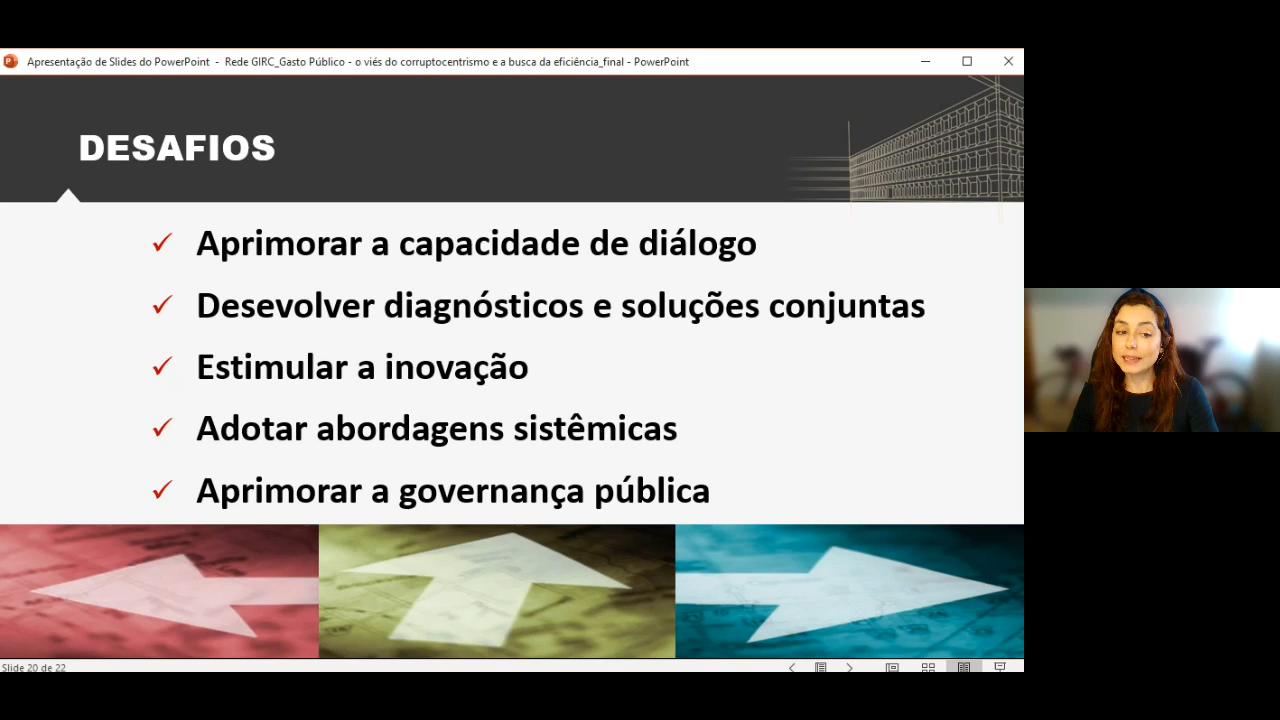 Apresentação de Slides do PowerPoint - Rede GIRC_Gasto Público - o viés do corruptocentrismo e a busca da eficiência_final - PowerPoint
DESAFIOS
Aprimorar a capacidade de diálogo
Desevolver diagnósticos e soluções conjuntas
Estimular a inovação
Adotar abordagens sistêmicas
Aprimorar a governança pública
Slide 20 de 22